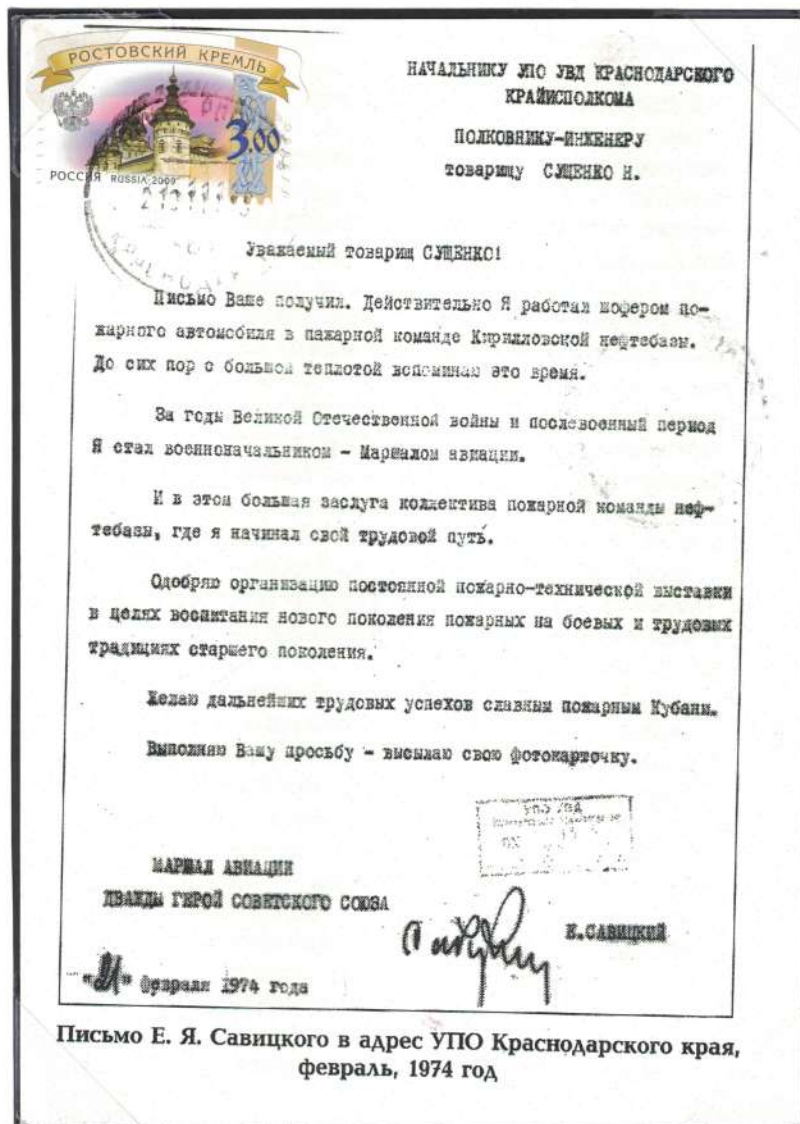 РОСТОВСКИЙ КРЕМЛЬ
3.00
РОССИЯ RUSSIA 2009
НАЧАЛЬНИКУ УПО УВД КРАСНОДАРСКОГО
КРАЙИСПОЛКОМА
ПОЛКОВНИКУ-ИНЖЕНЕРУ
товарищу СУЩЕНКО Н.
Уважаемый товарищ СУЩЕНКО!
Письмо Ваше получил. Действительно Я работал шофером по-
жарного автомобиля в пажарной команде Кирилловской нефтебазы.
До сих пор с большой теплотой вспоминаю это время.
За годы Великой Отечественной войны и послевоенный период
Я стал военноначальником - Маршалом авиации.
И в этом большая заслуга коллектива пожарной команды неф-
тебазы, где я начинал свой трудовой путь.
Одобряю организацию постоянной пожарно-технической выставки
в целях воспитания нового поколения пожарных на боевых и трудовых
традициях старшего поколения.
Желаю дальнейших трудовых успехов славным пожарным Кубани.
Выполняю Вашу просьбу - высылаю свою фотокарточку.
УПО УВД
МАРШАЛ АВИАЦИИ
ДВАЖДЫ ГЕРОЙ СОВЕТСКОГО СОЮЗА
Е.САВИЦКИЙ
"21" февраля 1974 года
Письмо Е. Я. Савицкого в адрес УПО Краснодарского края,
февраль, 1974 год